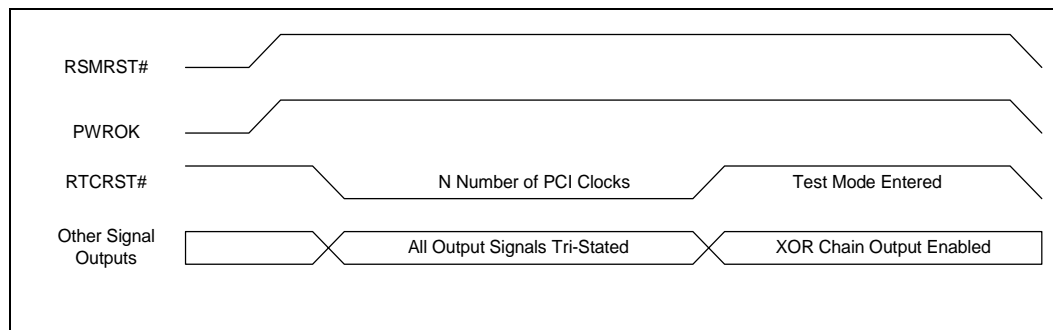 RSMRST#
PWROK
RTCRST#
N Number of PCI Clocks
Test Mode Entered
Other Signal
Outputs
All Output Signals Tri-Stated
XOR Chain Output Enabled